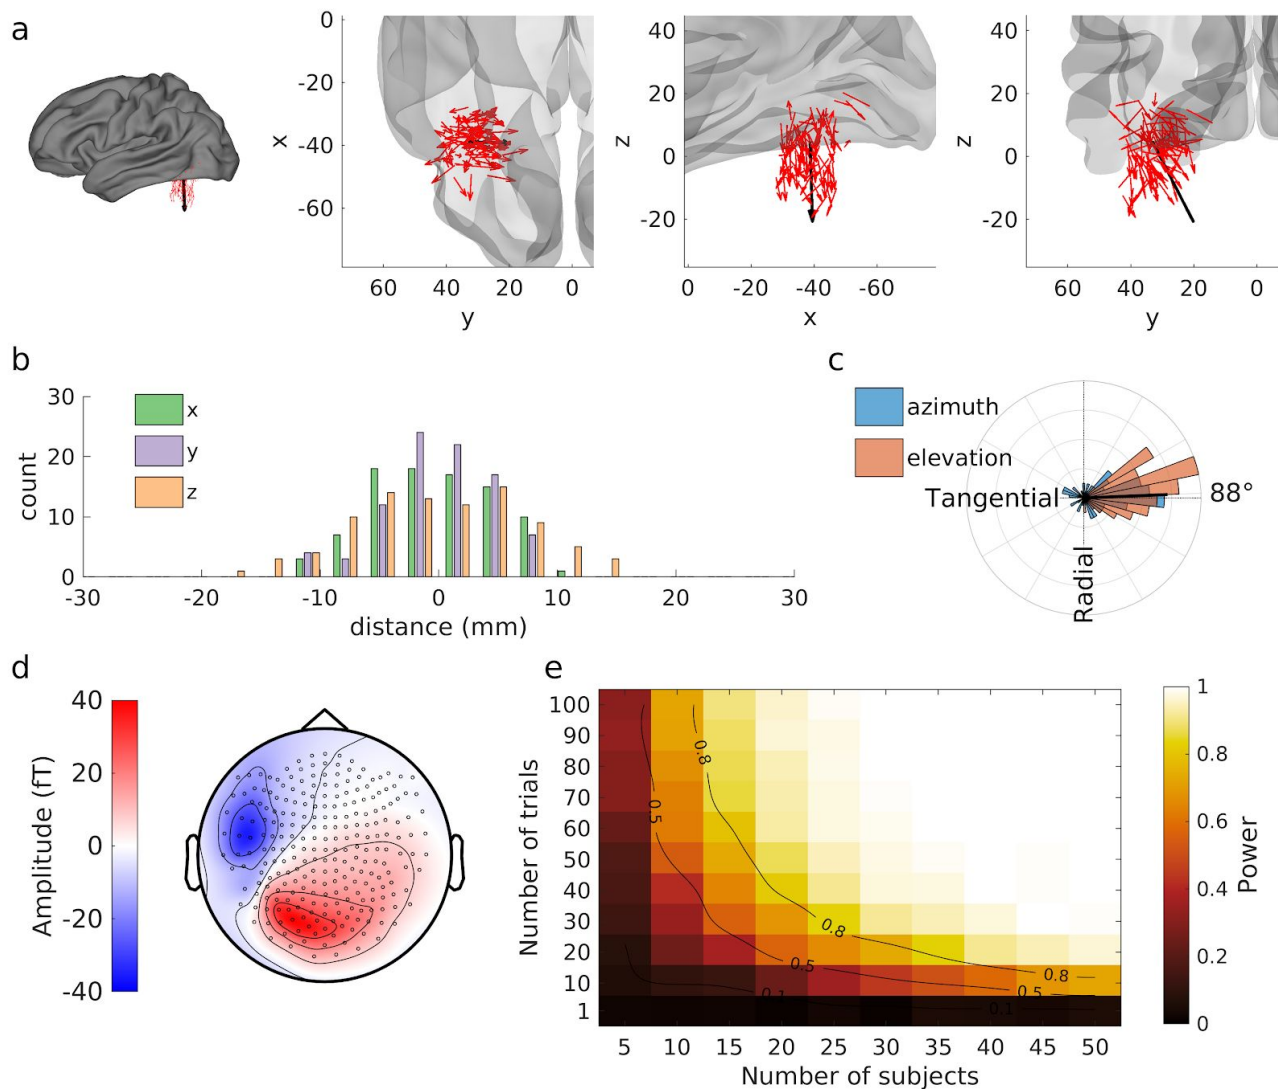 a
0
-20
-40
-60
x
60 40 20 0
y
40
20
0
-20
z
0 -20 -40 -60
x
40
20
0
-20
z
60 40 20 0
y
b
30
20
10
0
count
x
y
z
-30 -20 -10 0 10 20 30
distance (mm)
c
azimuth
elevation
Tangential
88°
Radial
d
40
20
0
-20
-40
Amplitude (fT)
e
100
90
80
70
60
50
40
30
20
10
1
Number of trials
0.8
0.5
0.8
0.5
0.8
0.5
0.1
0.1
5 10 15 20 25 30 35 40 45 50
Number of subjects
1
0.8
0.6
0.4
0.2
0
Power